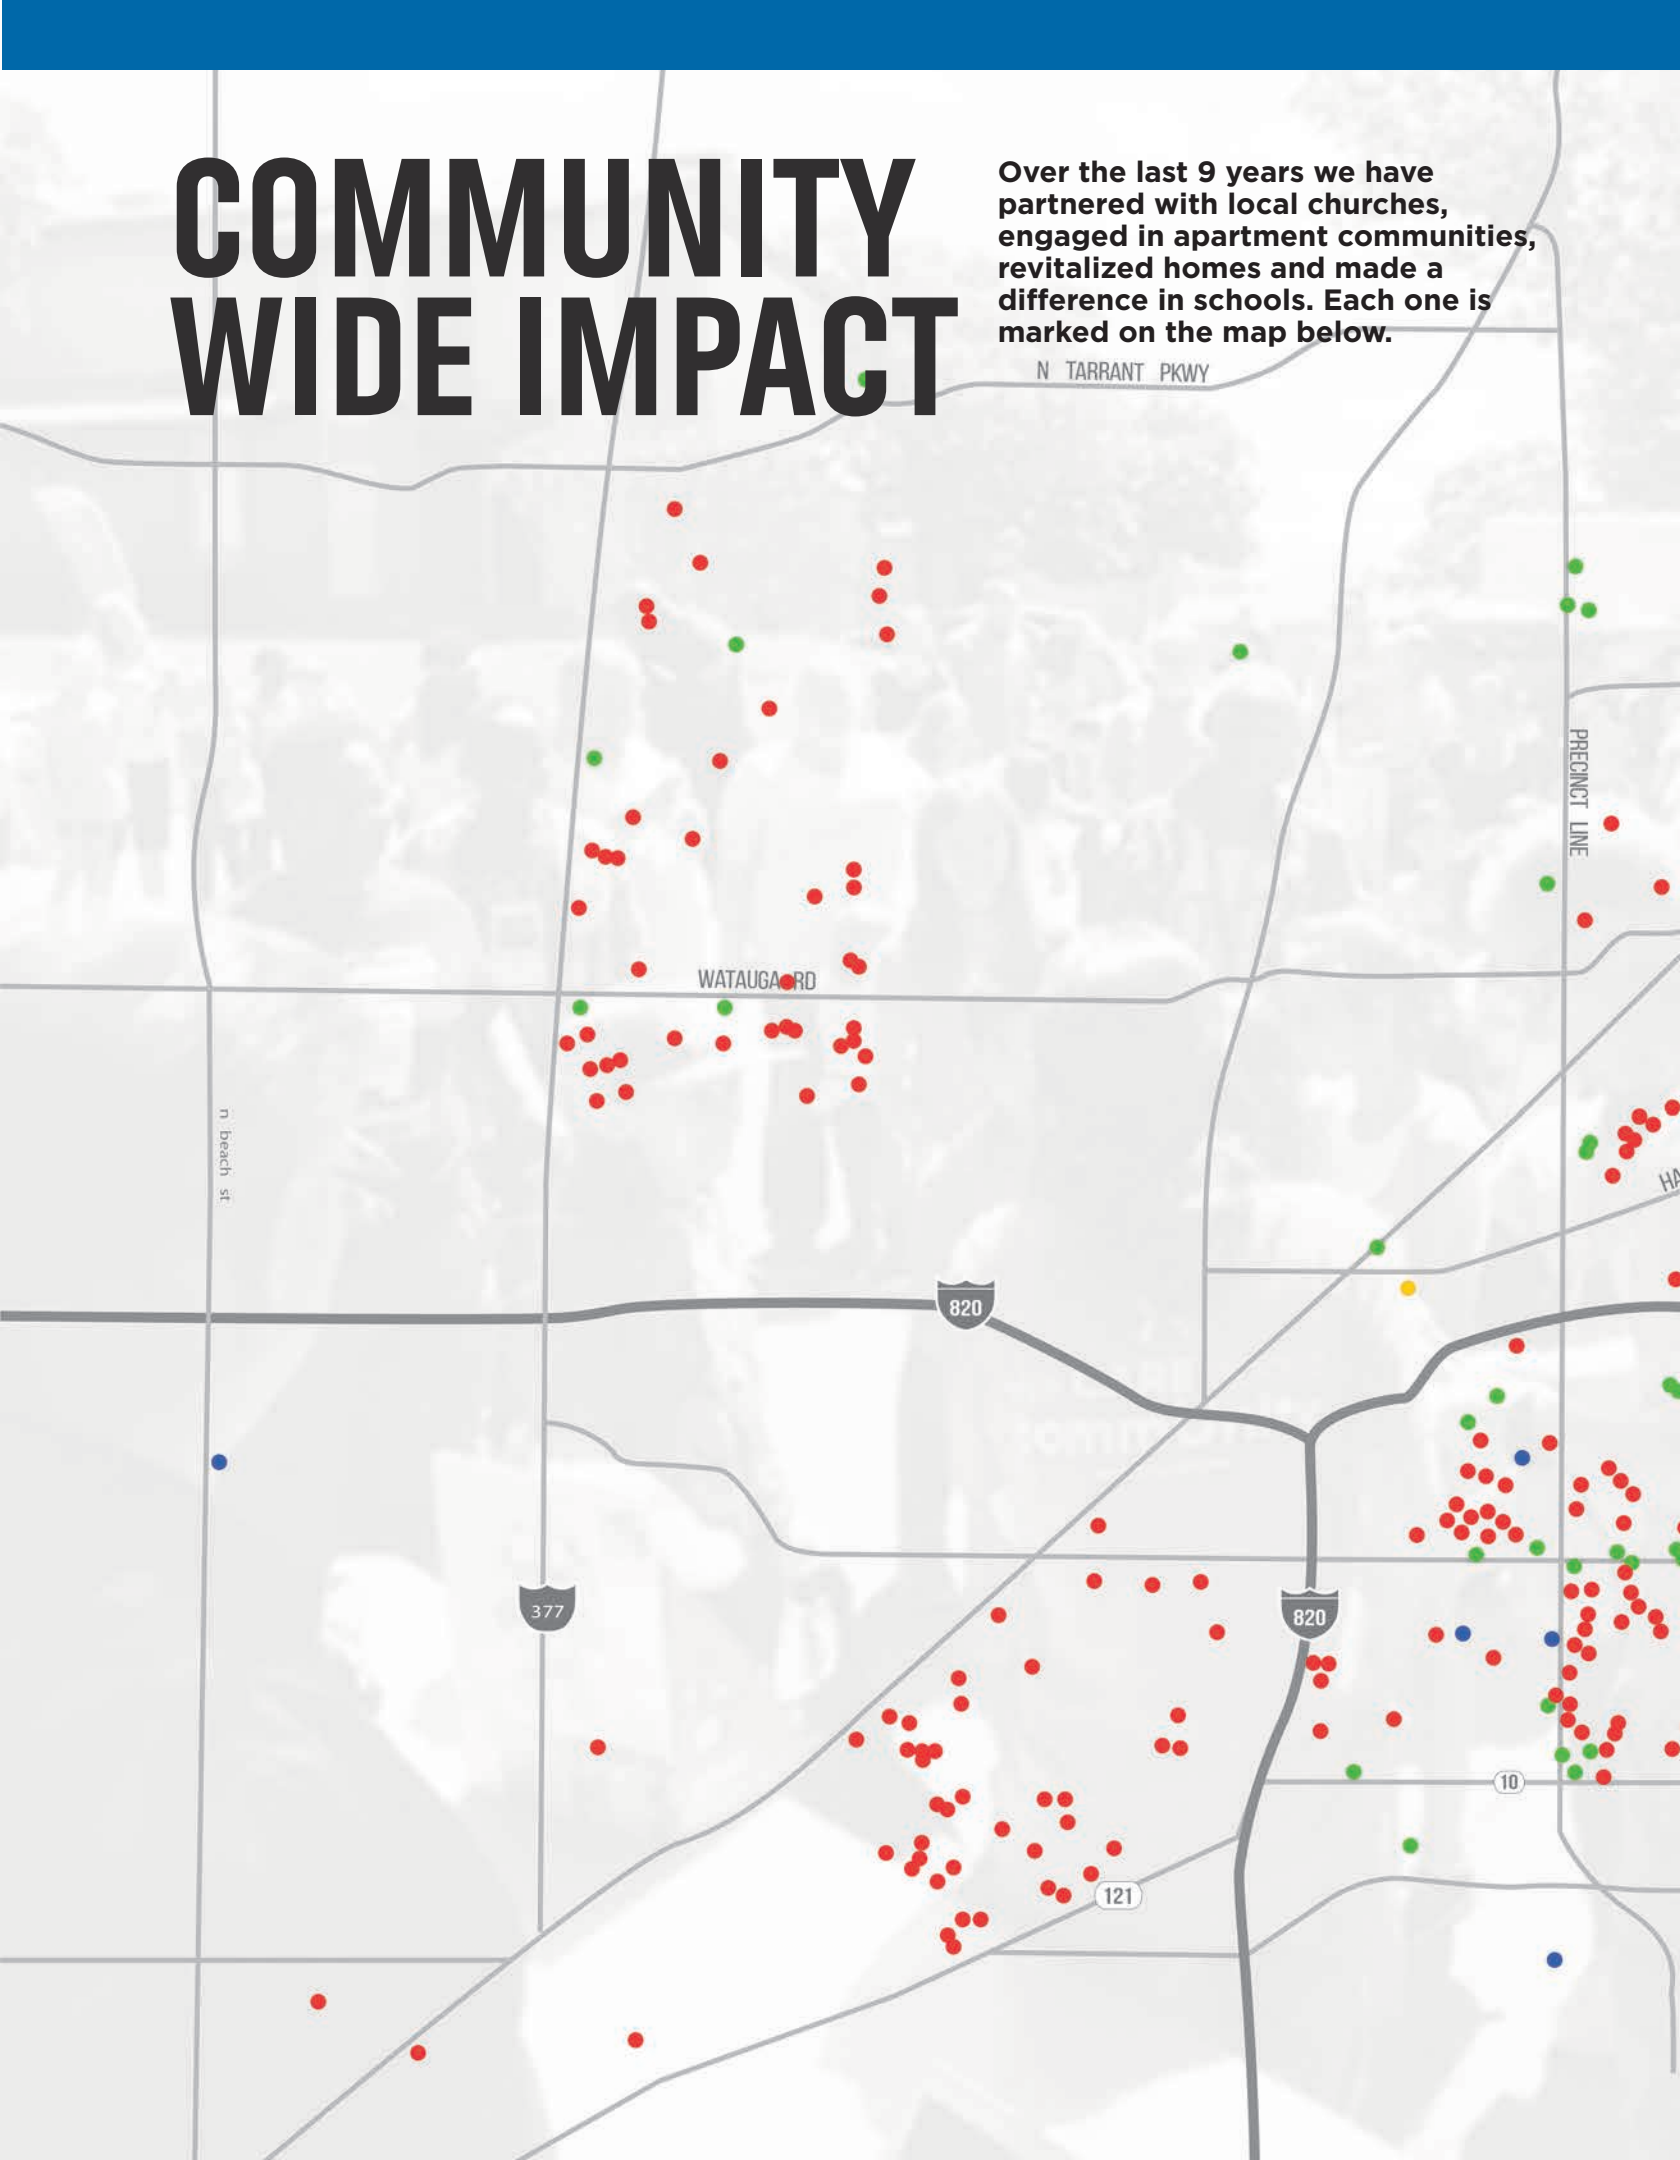 COMMUNITY
WIDE IMPACT
Over the last 9 years we have
partnered with local churches,
engaged in apartment communities,
revitalized homes and made a
difference in schools. Each one is
marked on the map below.
N TARRANT PKWY
PRECINCT LINE
WATAUGA RD
n beach st
HA
820
377
820
10
121